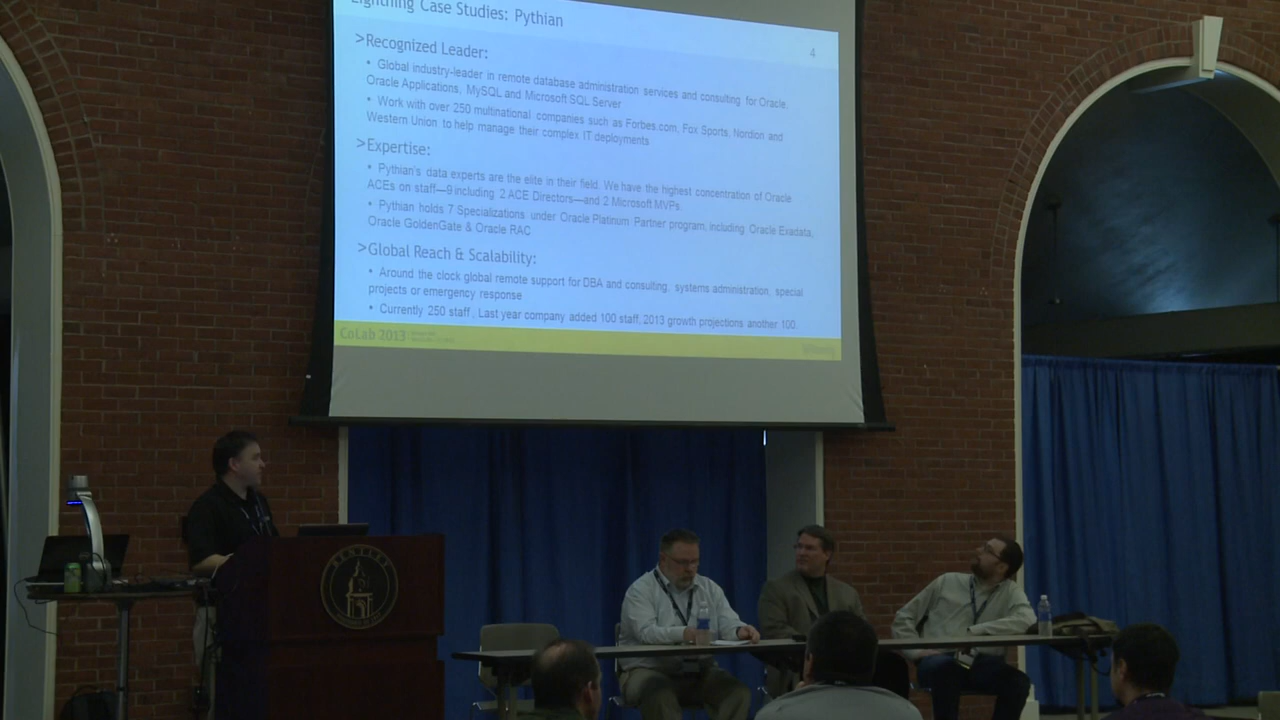 Lightning Case Studies: Pythian
4
>Recognized Leader:
• Global industry-leader in remote database administration services and consulting for Oracle,
Oracle Applications, MySQL and Microsoft SQL Server
• Work with over 250 multinational companies such as Forbes.com, Fox Sports, Nordion and
Western Union to help manage their complex IT deployments
>Expertise:
• Pythian's data experts are the elite in their field. We have the highest concentration of Oracle
ACEs on staff—9 including 2 ACE Directors—and 2 Microsoft MVPs.
• Pythian holds 7 Specializations under Oracle Platinum Partner program, including Oracle Exadata,
Oracle GoldenGate & Oracle RAC
>Global Reach & Scalability:
• Around the clock global remote support for DBA and consulting, systems administration, special
projects or emergency response
• Currently 250 staff, Last year company added 100 staff, 2013 growth projections another 100.
CoLab 2013
BENTLEY